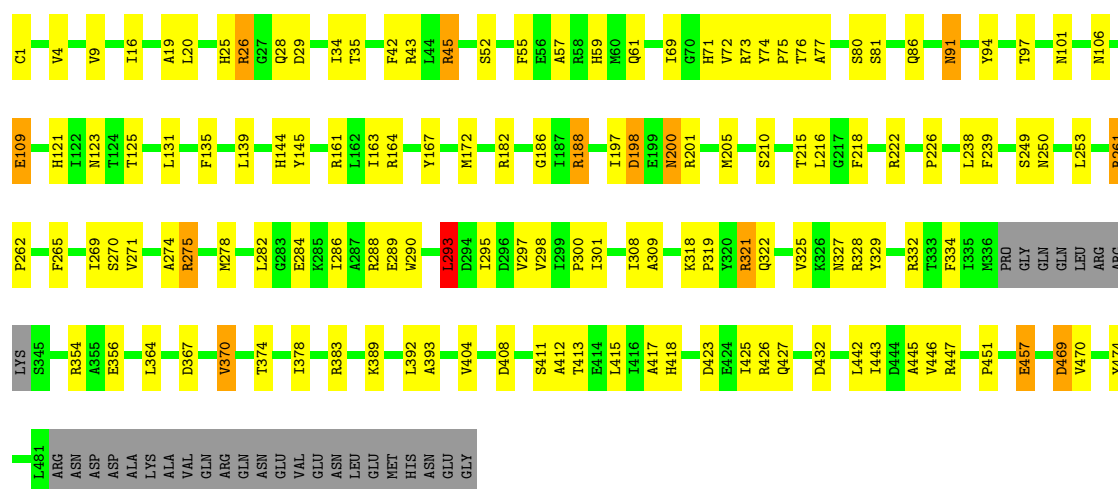 C1 V4 V9 I16 A19 L20 H25 R26 G27 Q28 D29 I34 T35 F42 R43 L44 R45 S52 F55 E56 A57 R58 H59 M60 Q61 I69 G70 H71 V72 R73 Y74 P75 T76 A77 S80 S81 Q86 N91 Y94 T97 N101 N106
E109 H121 I122 N123 T124 T125 L131 F135 L139 H144 Y145 R161 L162 I163 R164 Y167 M172 R182 G186 I187 R188 I197 D198 E199 N200 R201 M205 S210 T215 L216 G217 F218 R222 P226 L238 F239 S249 N250 L253 R261
P262 F265 I269 S270 V271 A274 R275 M278 L282 G283 E284 K285 I286 A287 R288 E289 W290 L293 D294 I295 D296 V297 V298 I299 P300 I301 I308 A309 K318 P319 Y320 R321 Q322 V325 K326 N327 R328 Y329 R332 T333 F334 I335 M336 PRO GLY GLN GLN LEU ARG ARG
LYS S345 R354 A355 E356 L364 D367 V370 T374 I378 R383 K389 L392 A393 V404 D408 S411 A412 T413 E414 L415 I416 A417 H418 D423 E424 I425 R426 Q427 D432 L442 I443 D444 A445 V446 R447 P451 E457 D469 V470 Y474
L481 ARG ASN ASP ASP ALA LYS ALA VAL GLN ARG GLN ASN GLU VAL GLU ASN LEU GLU MET HIS ASN GLU GLY